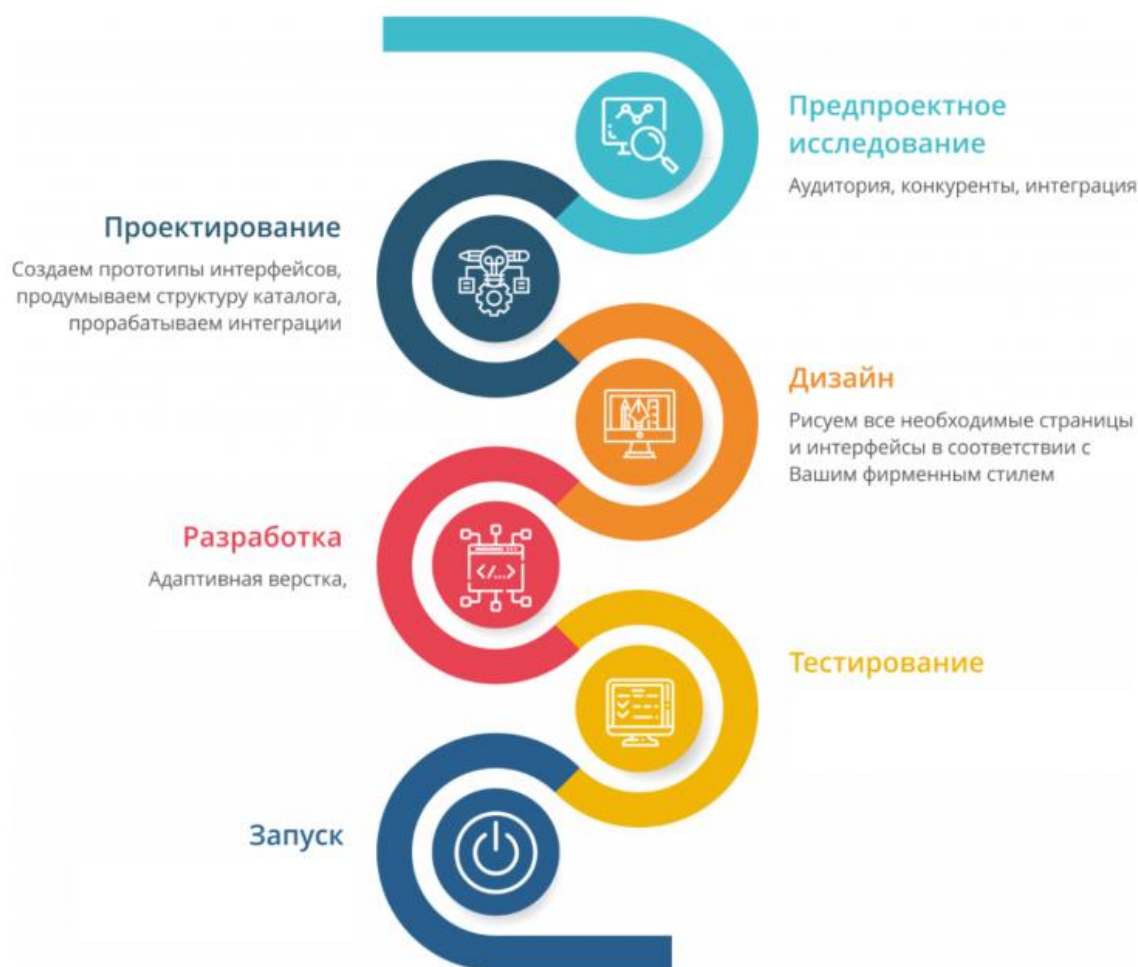 Предпроектное
исследование
Аудитория, конкуренты, интеграция
Проектирование
Создаем прототипы интерфейсов,
продумываем структуру каталога,
прорабатываем интеграции
Дизайн
Рисуем все необходимые страницы
и интерфейсы в соответствии с
Вашим фирменным стилем
Разработка
Адаптивная верстка,
</...>
Тестирование
Запуск